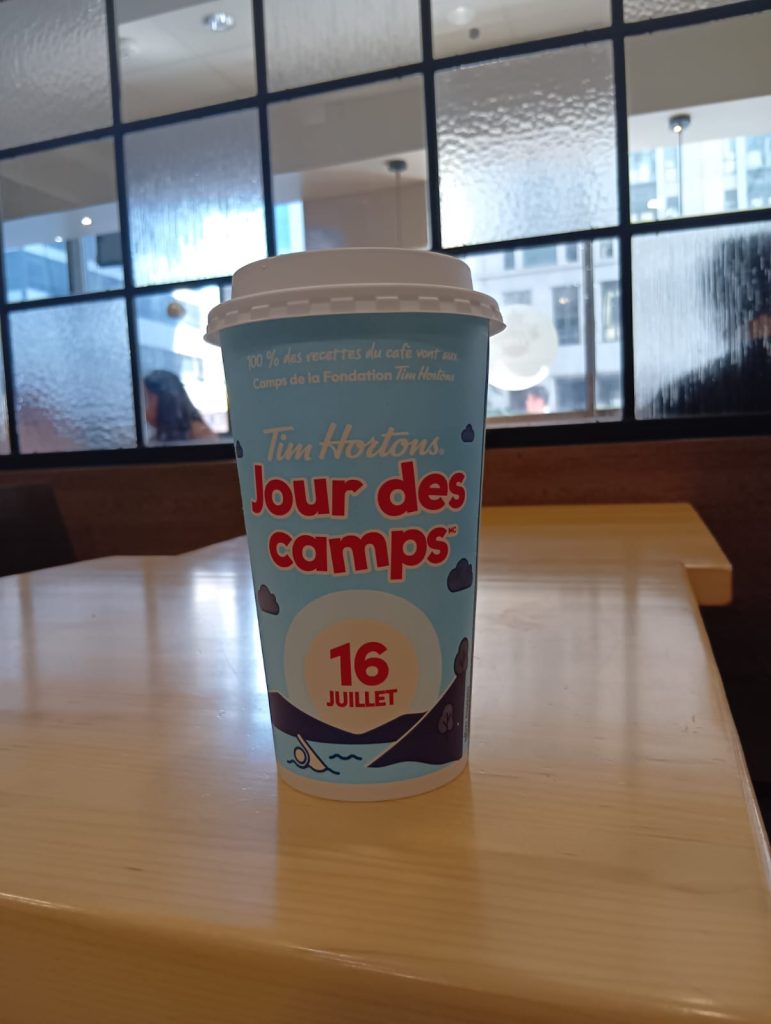 100 % des recettes du café vont aux
Camps de la Fondation Tim Hortons
Tim Hortons®
Jour des
camps MC
16
JUILLET